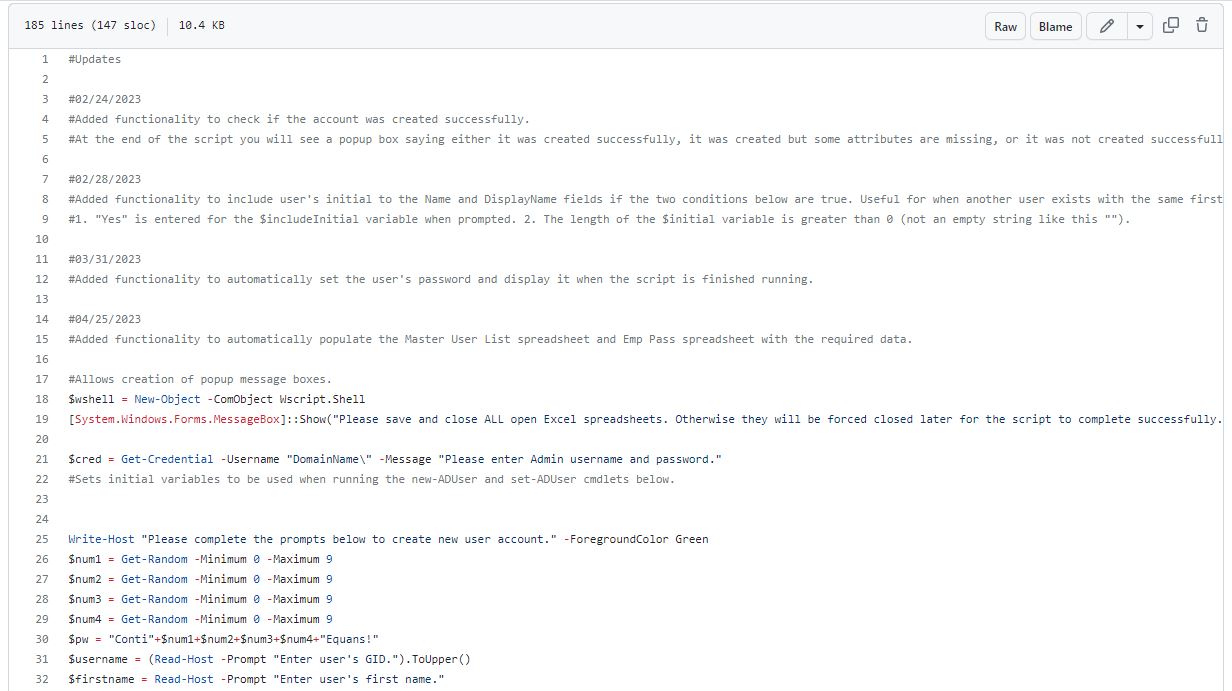 185 lines (147 sloc) 10.4 KB Raw Blame
1 #Updates
2
3 #02/24/2023
4 #Added functionality to check if the account was created successfully.
5 #At the end of the script you will see a popup box saying either it was created successfully, it was created but some attributes are missing, or it was not created successfull
6
7 #02/28/2023
8 #Added functionality to include user's initial to the Name and DisplayName fields if the two conditions below are true. Useful for when another user exists with the same first
9 #1. "Yes" is entered for the $includeInitial variable when prompted. 2. The length of the $initial variable is greater than 0 (not an empty string like this "").
10
11 #03/31/2023
12 #Added functionality to automatically set the user's password and display it when the script is finished running.
13
14 #04/25/2023
15 #Added functionality to automatically populate the Master User List spreadsheet and Emp Pass spreadsheet with the required data.
16
17 #Allows creation of popup message boxes.
18 $wshell = New-Object -ComObject Wscript.Shell
19 [System.Windows.Forms.MessageBox]::Show("Please save and close ALL open Excel spreadsheets. Otherwise they will be forced closed later for the script to complete successfully.
20
21 $cred = Get-Credential -Username "DomainName\" -Message "Please enter Admin username and password."
22 #Sets initial variables to be used when running the new-ADUser and set-ADUser cmdlets below.
23
24
25 Write-Host "Please complete the prompts below to create new user account." -ForegroundColor Green
26 $num1 = Get-Random -Minimum 0 -Maximum 9
27 $num2 = Get-Random -Minimum 0 -Maximum 9
28 $num3 = Get-Random -Minimum 0 -Maximum 9
29 $num4 = Get-Random -Minimum 0 -Maximum 9
30 $pw = "Conti"+$num1+$num2+$num3+$num4+"Equans!"
31 $username = (Read-Host -Prompt "Enter user's GID.").ToUpper()
32 $firstname = Read-Host -Prompt "Enter user's first name."